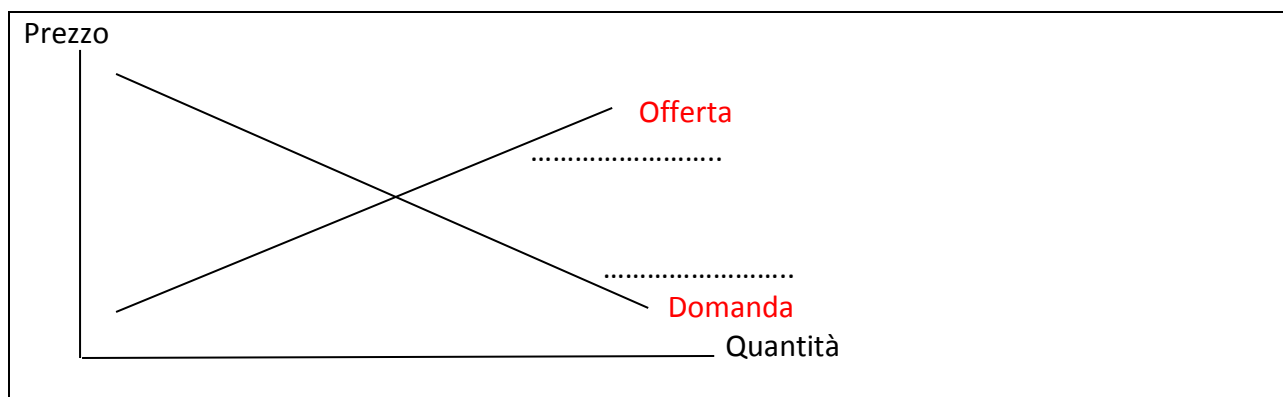 Prezzo
Offerta
……………………..
……………………..
Domanda
Quantità